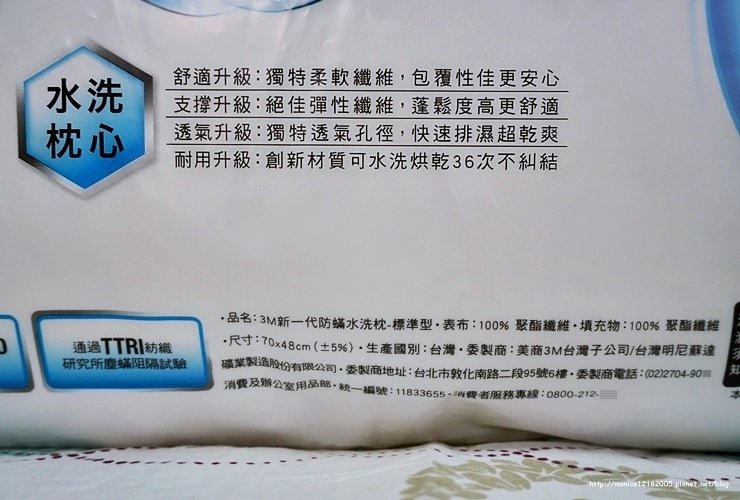 水洗
枕心
舒適升級：獨特柔軟纖維，包覆性佳更安心
支撐升級：絕佳彈性纖維，蓬鬆度高更舒適
透氣升級：獨特透氣孔徑，快速排濕超乾爽
耐用升級：創新材質可水洗烘乾36次不糾結
通過TTRI紡織
研究所塵蟎阻隔試驗
・品名：3M新一代防蟎水洗枕-標準型・表布：100% 聚酯纖維・填充物：100% 聚酯纖維
・尺寸：70x48cm（±5%）・生產國別：台灣・委製商：美商3M台灣子公司/台灣明尼蘇達
礦業製造股份有限公司・委製商地址：台北市敦化南路二段95號6樓・委製商電話：(02)2704-90
消費及辦公室用品部・統一編號：11833655・消費者服務專線：0800-212-
知
本
http://monico12182005.pixnet.net/blog